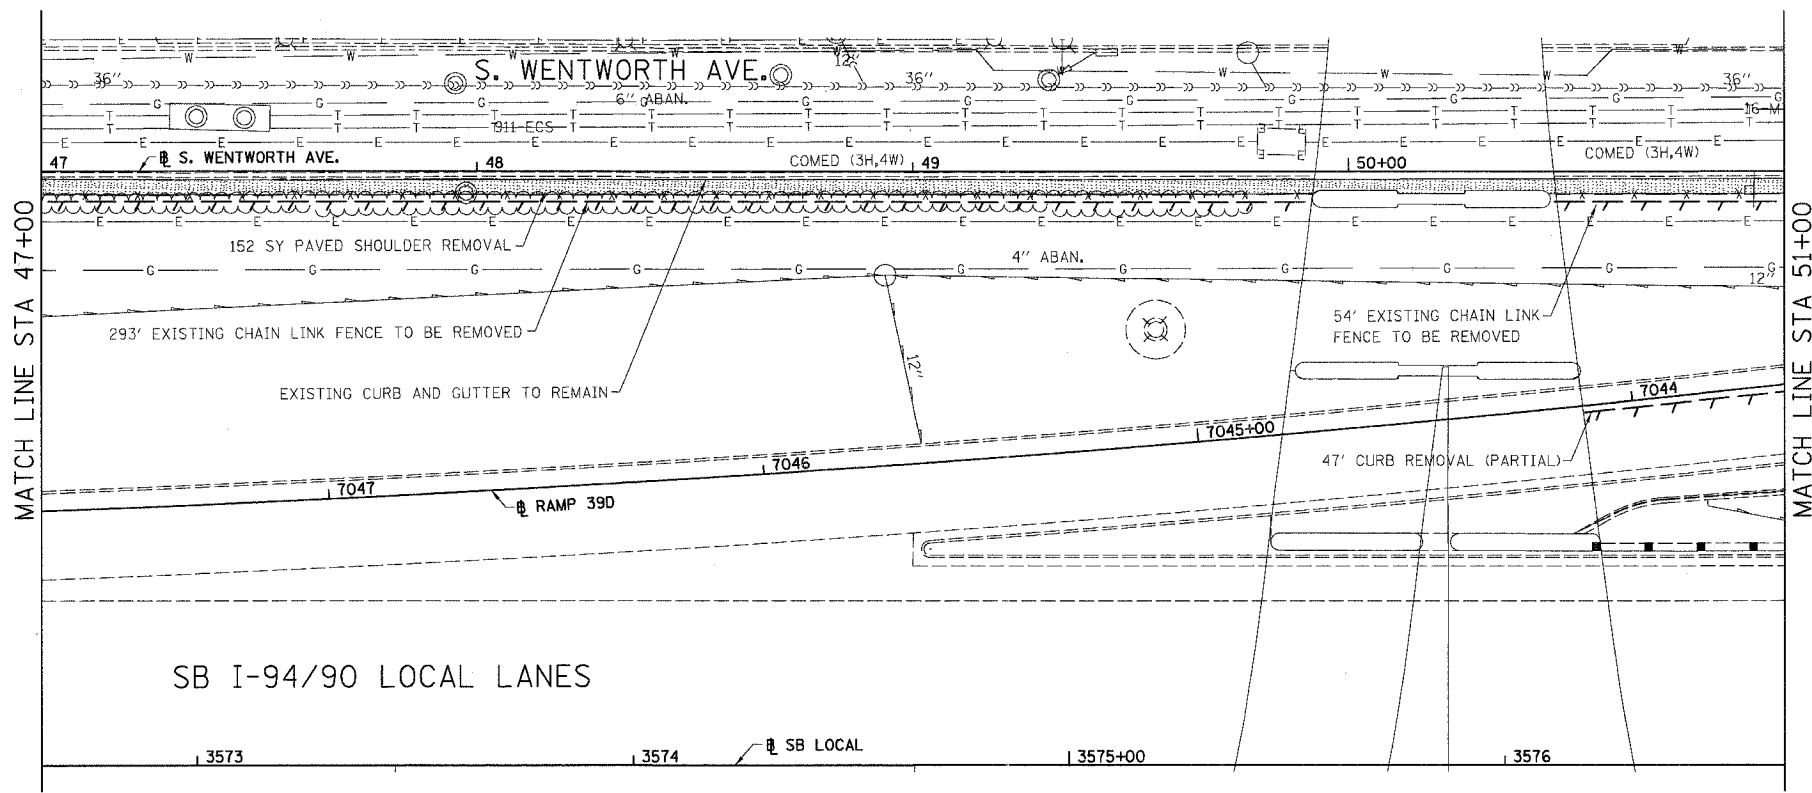 W W W W W W W W
S. WENTWORTH AVE.
36" 12" 36" 36"
G G G 6" ABAN. G G G G G G G
T T T T T T T T T T T T T T T T T T T T
16-M
911-ECS
E E E E E E E E E E E E E E E E E E E E
47 ℄ S. WENTWORTH AVE. 48 COMED (3H,4W) 49 50+00 COMED (3H,4W)
E E E E E E E E E E E E E E E E E E E E
152 SY PAVED SHOULDER REMOVAL
4" ABAN.
G G G G G G G G G G G
12"
293' EXISTING CHAIN LINK FENCE TO BE REMOVED
54' EXISTING CHAIN LINK
FENCE TO BE REMOVED
12"
EXISTING CURB AND GUTTER TO REMAIN
7044
7045+00
7046
47' CURB REMOVAL (PARTIAL)
7047
RAMP 39D
SB I-94/90 LOCAL LANES
SB LOCAL
3573 3574 3575+00 3576
MATCH LINE STA 47+00
MATCH LINE STA 51+00